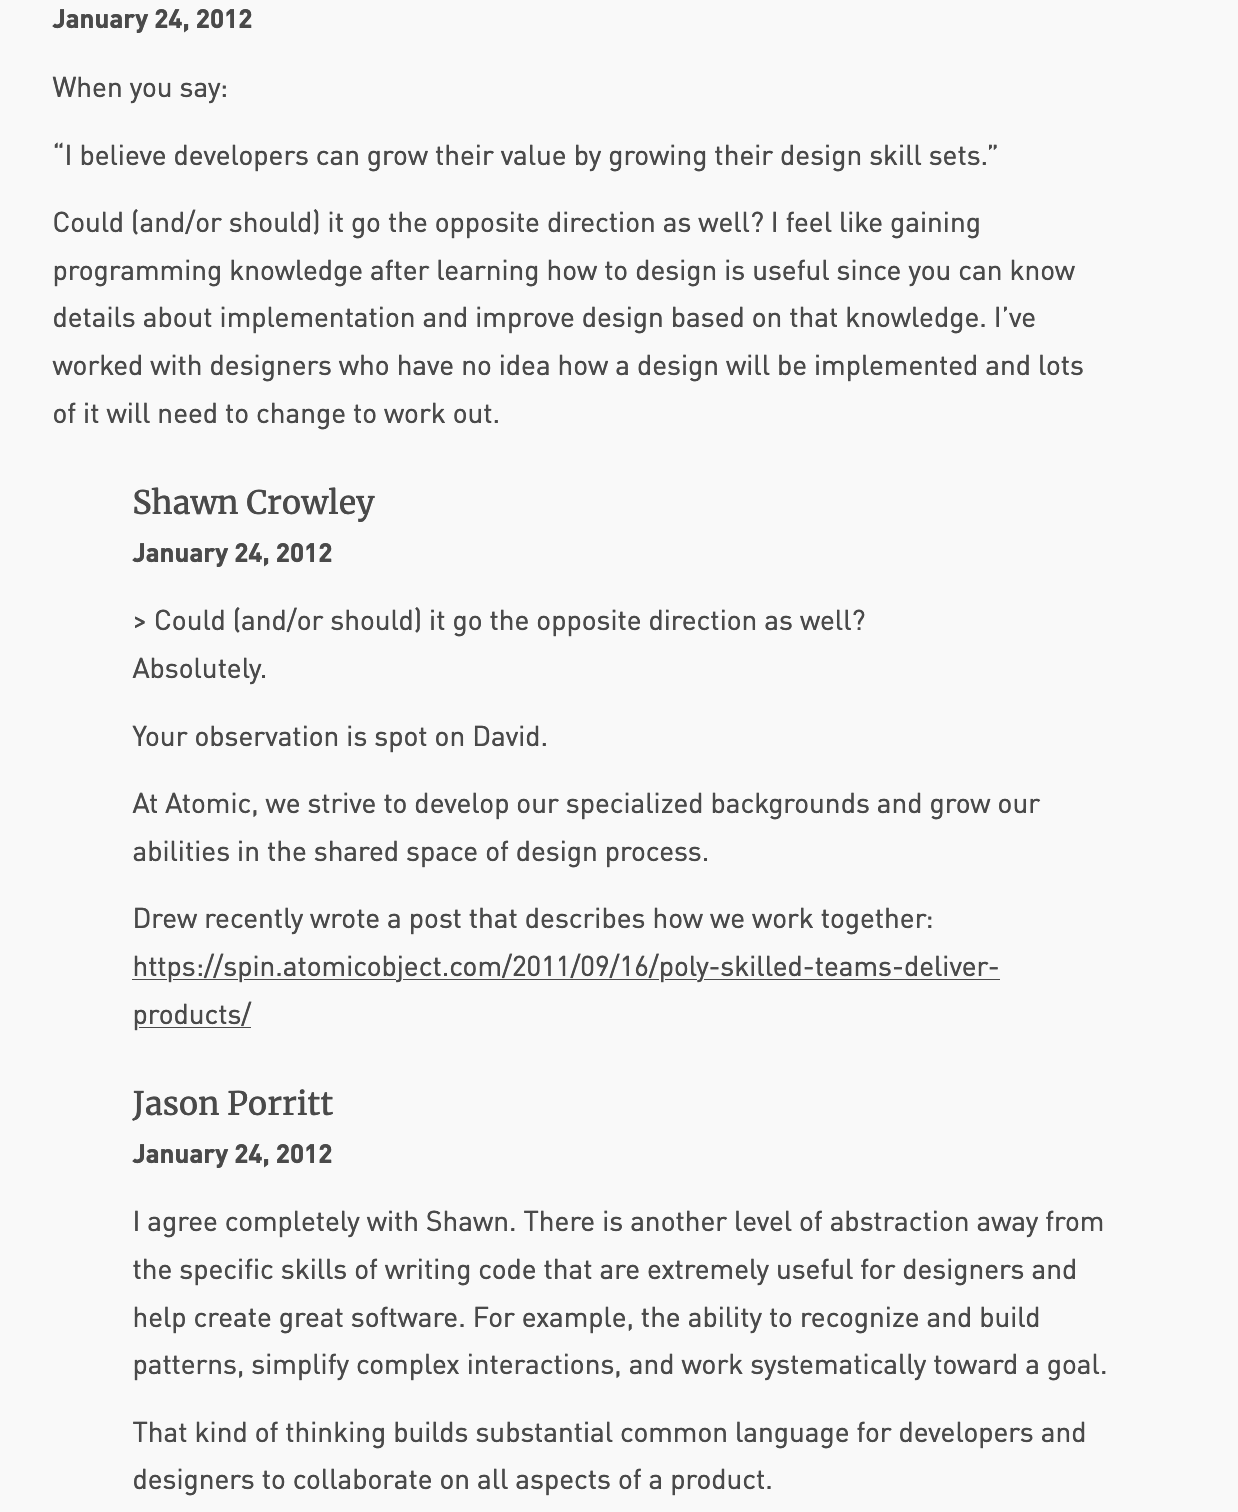 January 24, 2012
When you say:
“I believe developers can grow their value by growing their design skill sets.”
Could (and/or should) it go the opposite direction as well? I feel like gaining
programming knowledge after learning how to design is useful since you can know
details about implementation and improve design based on that knowledge. I’ve
worked with designers who have no idea how a design will be implemented and lots
of it will need to change to work out.
Shawn Crowley
January 24, 2012
> Could (and/or should) it go the opposite direction as well?
Absolutely.
Your observation is spot on David.
At Atomic, we strive to develop our specialized backgrounds and grow our
abilities in the shared space of design process.
Drew recently wrote a post that describes how we work together:
https://spin.atomicobject.com/2011/09/16/poly-skilled-teams-deliver-
products/
Jason Porritt
January 24, 2012
I agree completely with Shawn. There is another level of abstraction away from
the specific skills of writing code that are extremely useful for designers and
help create great software. For example, the ability to recognize and build
patterns, simplify complex interactions, and work systematically toward a goal.
That kind of thinking builds substantial common language for developers and
designers to collaborate on all aspects of a product.